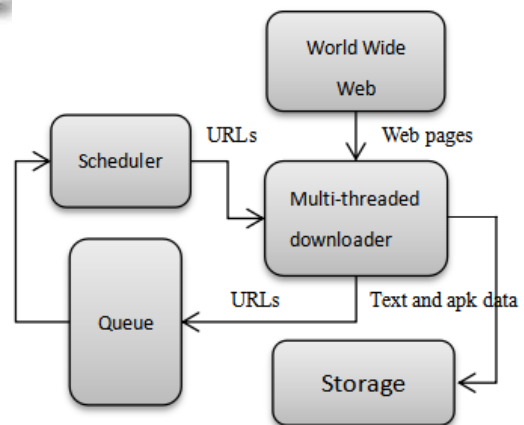 World Wide
Web
URLs
Web pages
Scheduler
Multi-threaded
downloader
URLs
Text and apk data
Queue
Storage